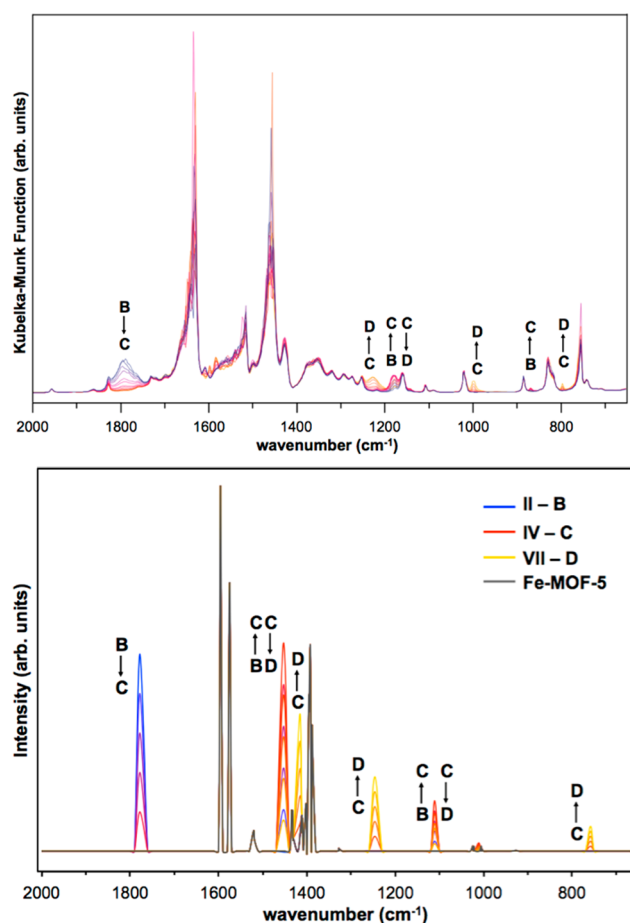 Kubelka-Munk Function (arb. units)
B
C
D C C D C D
C B D C B C
2000 1800 1600 1400 1200 1000 800
wavenumber (cm-1)
II – B
IV – C
VII – D
Fe-MOF-5
Intensity (arb. units)
B
C
C C
B D
D
C
D
C
C C
B D
D
C
2000 1800 1600 1400 1200 1000 800
wavenumber (cm-1)